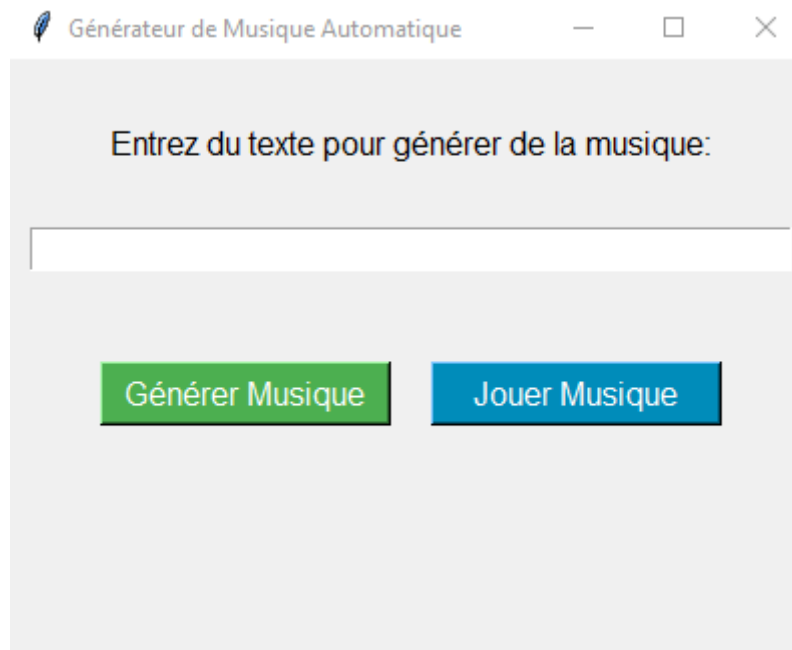 Générateur de Musique Automatique
Entrez du texte pour générer de la musique:
Générer Musique
Jouer Musique